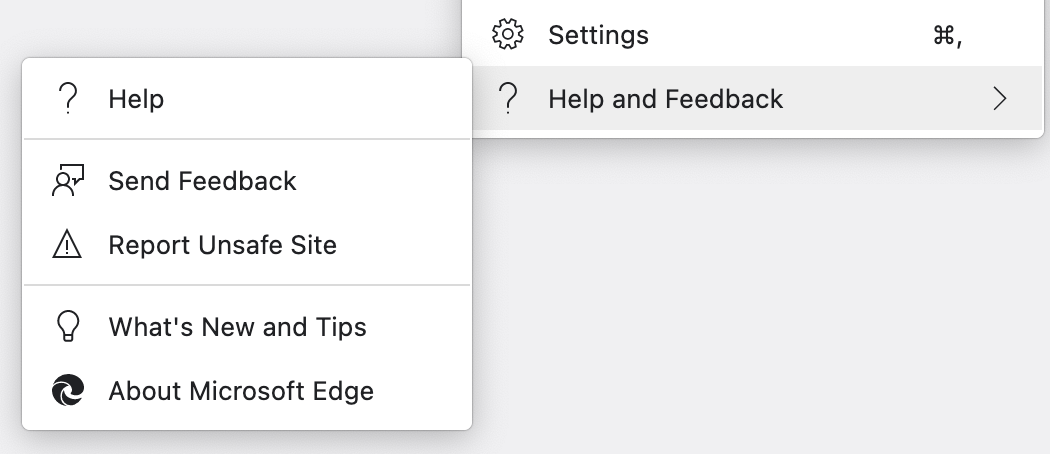 Settings ⌘,
Help and Feedback
Help
Send Feedback
Report Unsafe Site
What's New and Tips
About Microsoft Edge